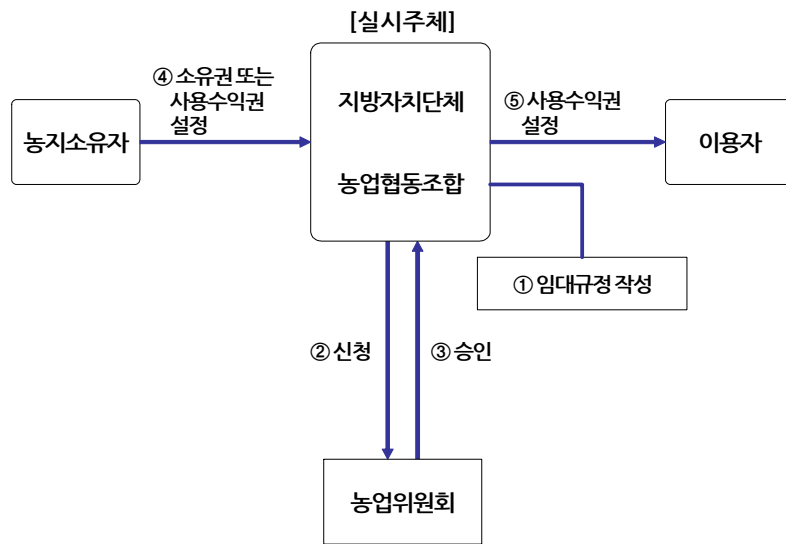 [실시주체]
④ 소유권 또는
사용수익권
설정
지방자치단체
⑤ 사용수익권
설정
농지소유자
이용자
농업협동조합
① 임대규정 작성
② 신청
③ 승인
농업위원회